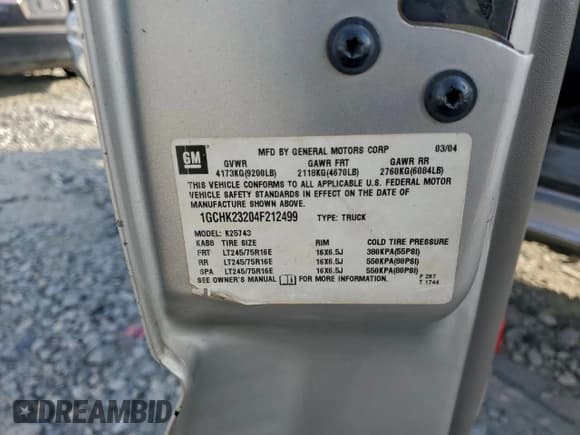 GM
MFD BY GENERAL MOTORS CORP 03/04
GVWR GAWR FRT GAWR RR
4173KG(9200LB) 2118KG(4670LB) 2760KG(6084LB)
THIS VEHICLE CONFORMS TO ALL APPLICABLE U.S. FEDERAL MOTOR
VEHICLE SAFETY STANDARDS IN EFFECT ON THE DATE OF
MANUFACTURE SHOWN ABOVE.
1GCHK23204F212499 TYPE: TRUCK
MODEL: K25743
KABB TIRE SIZE RIM COLD TIRE PRESSURE
FRT LT245/75R16E 16X6.5J 380KPA(55PSI)
RR LT245/75R16E 16X6.5J 550KPA(80PSI)
SPA LT245/75R16E 16X6.5J 550KPA(80PSI)
SEE OWNER'S MANUAL FOR MORE INFORMATION.
F 287
T 1744
DREAMBID